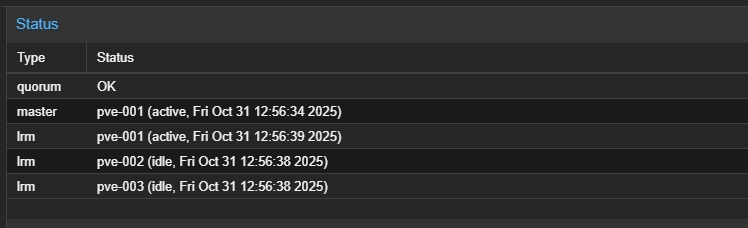 Status
Type Status
quorum OK
master pve-001 (active, Fri Oct 31 12:56:34 2025)
lrm pve-001 (active, Fri Oct 31 12:56:39 2025)
lrm pve-002 (idle, Fri Oct 31 12:56:38 2025)
lrm pve-003 (idle, Fri Oct 31 12:56:38 2025)